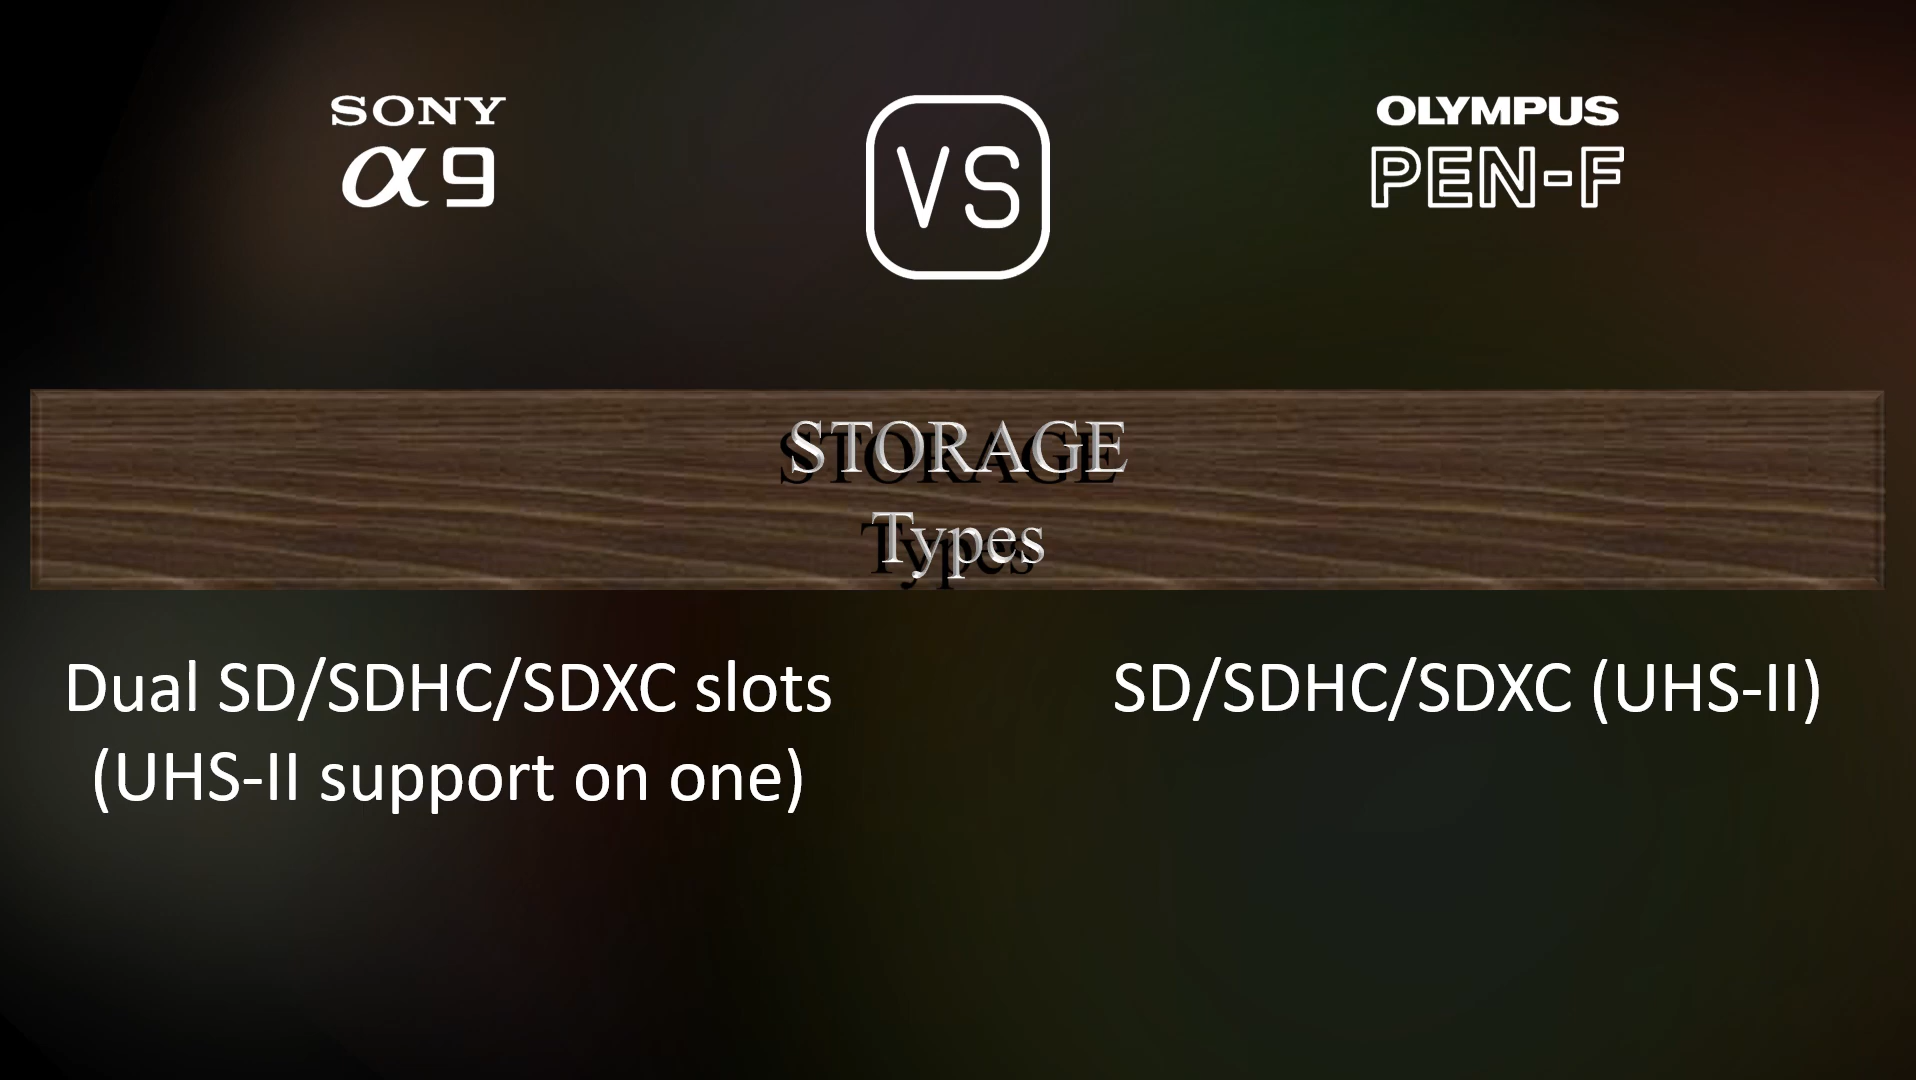 SONY
α9
VS
OLYMPUS
PEN-F
STORAGE
Types
Dual SD/SDHC/SDXC slots
(UHS-II support on one)
SD/SDHC/SDXC (UHS-II)